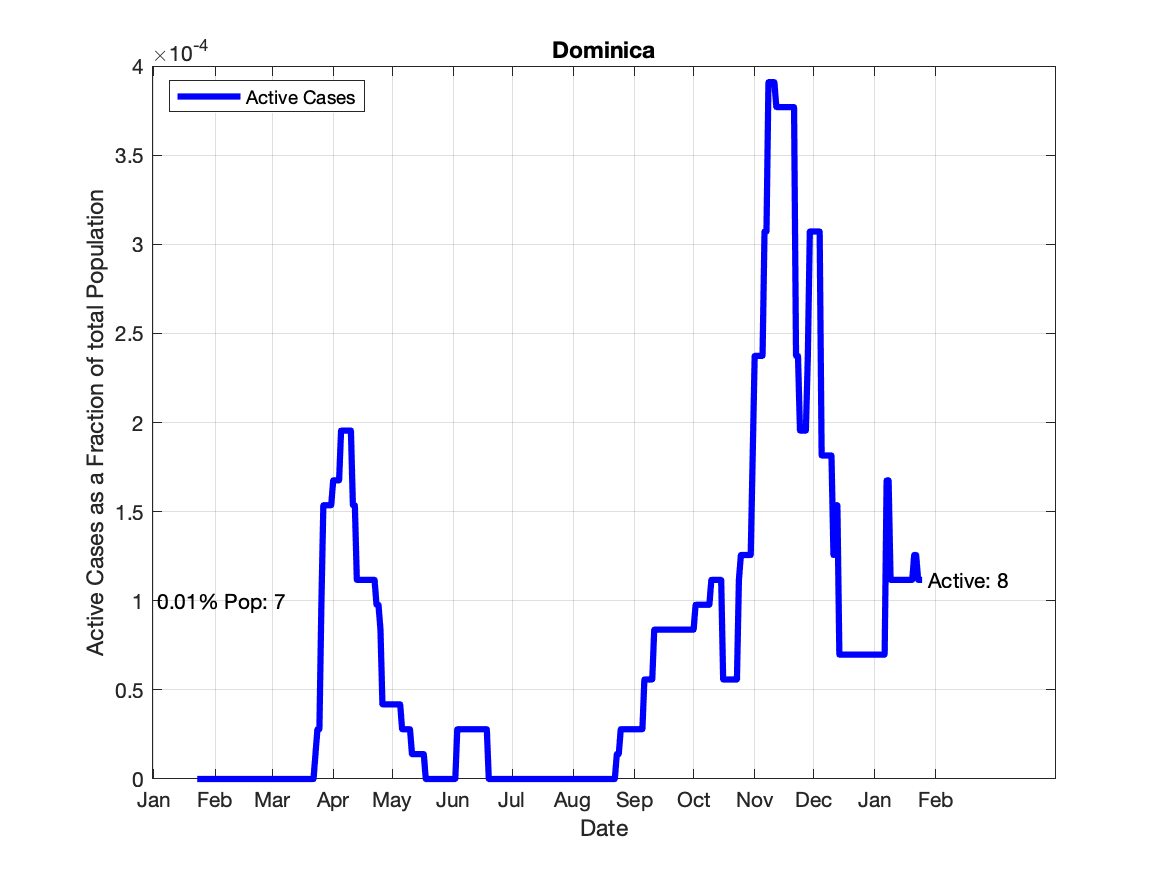 Dominica
×10-4
Active Cases
4
3.5
3
2.5
2
1.5
1
0.5
0
Active Cases as a Fraction of total Population
0.01% Pop: 7
Active: 8
Jan Feb Mar Apr May Jun Jul Aug Sep Oct Nov Dec Jan Feb
Date